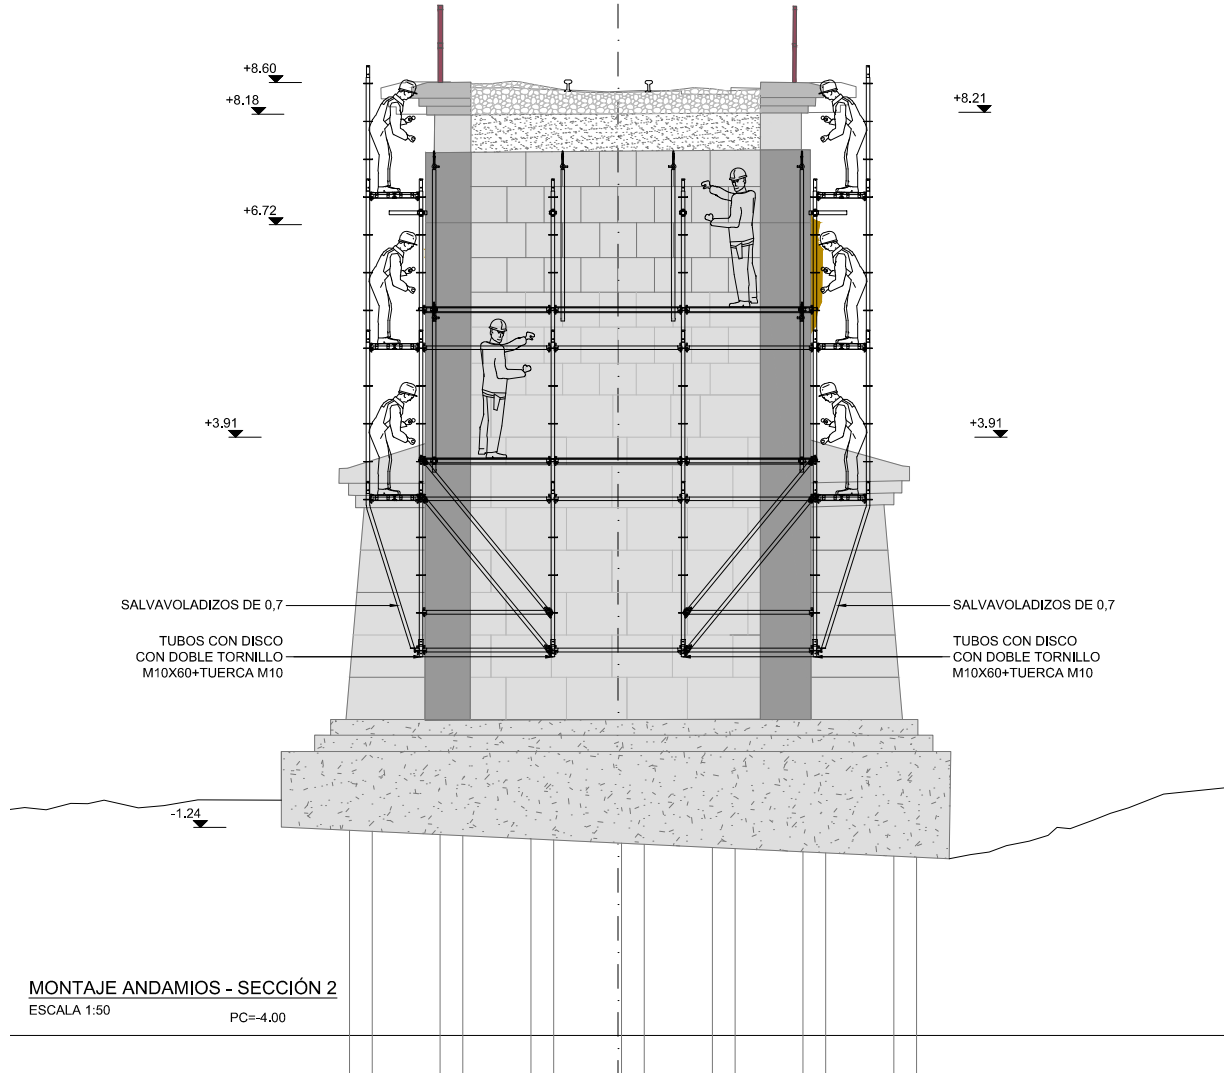 +8.60
+8.18
+8.21
+6.72
+3.91
+3.91
SALVAVOLADIZOS DE 0,7
SALVAVOLADIZOS DE 0,7
TUBOS CON DISCO
CON DOBLE TORNILLO
M10X60+TUERCA M10
TUBOS CON DISCO
CON DOBLE TORNILLO
M10X60+TUERCA M10
-1.24
MONTAJE ANDAMIOS - SECCIÓN 2
ESCALA 1:50
PC=-4.00